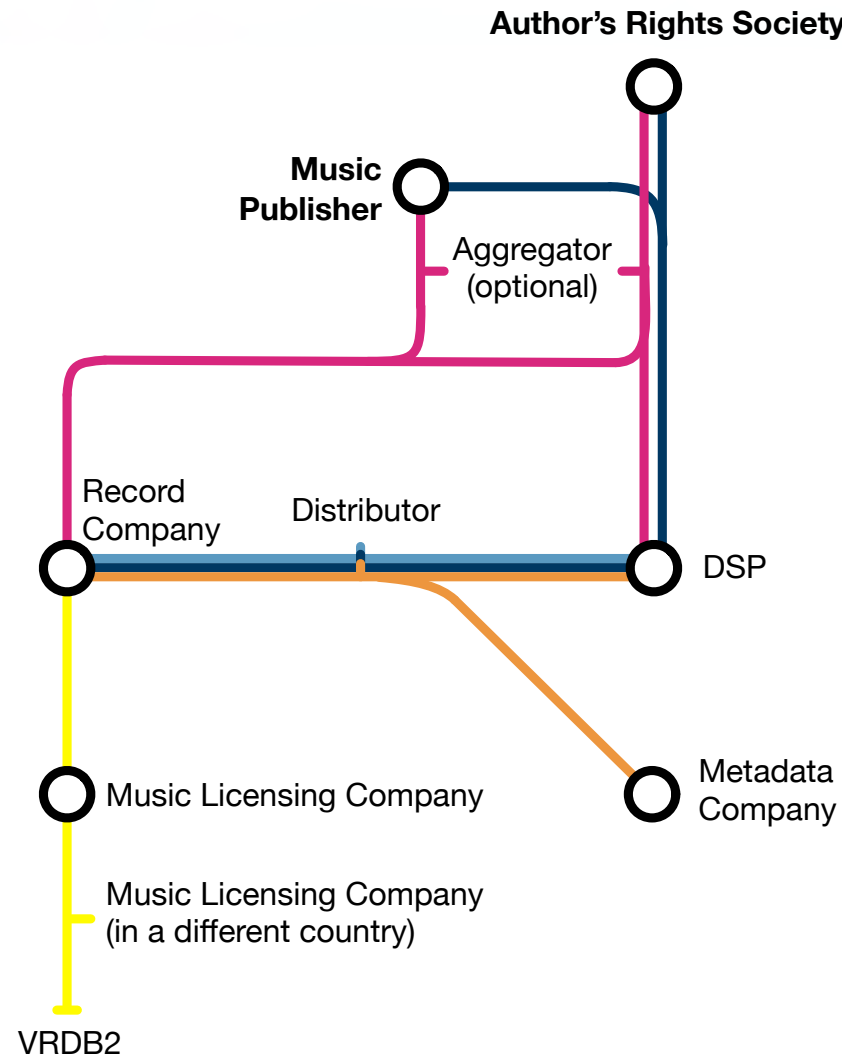 Author's Rights Society
Music
Publisher
Aggregator
(optional)
Record
Company
Distributor
DSP
Metadata
Company
Music Licensing Company
Music Licensing Company
(in a different country)
VRDB2